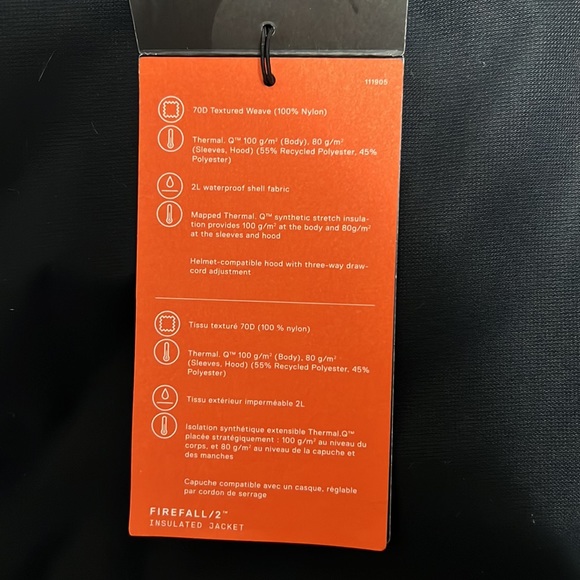 111905
70D Textured Weave (100% Nylon)
Thermal. Q™ 100 g/m² (Body), 80 g/m²
(Sleeves, Hood) (55% Recycled Polyester, 45%
Polyester)
2L waterproof shell fabric
Mapped Thermal. Q™ synthetic stretch insula-
tion provides 100 g/m² at the body and 80g/m²
at the sleeves and hood
Helmet-compatible hood with three-way draw-
cord adjustment
Tissu texturé 70D (100 % nylon)
Thermal. Q™ 100 g/m² (Body), 80 g/m²
(Sleeves, Hood) (55% Recycled Polyester, 45%
Polyester)
Tissu extérieur imperméable 2L
Isolation synthétique extensible Thermal.Q™
placée stratégiquement : 100 g/m² au niveau du
corps, et 80 g/m² au niveau de la capuche et
des manches
Capuche compatible avec un casque, réglable
par cordon de serrage
FIREFALL/2™
INSULATED JACKET